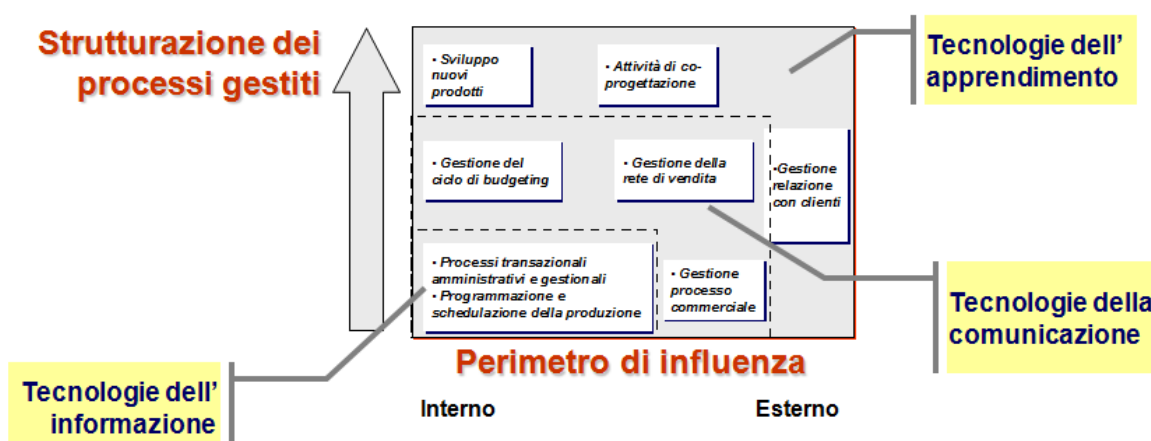 Strutturazione dei
processi gestiti
• Sviluppo
nuovi
prodotti
• Attività di co-
progettazione
Tecnologie dell'
apprendimento
• Gestione del
ciclo di budgeting
• Gestione della
rete di vendita
•Gestione
relazione
con clienti
• Processi transazionali
amministrativi e gestionali
• Programmazione e
schedulazione della produzione
• Gestione
processo
commerciale
Tecnologie della
comunicazione
Perimetro di influenza
Tecnologie dell'
informazione
Interno
Esterno